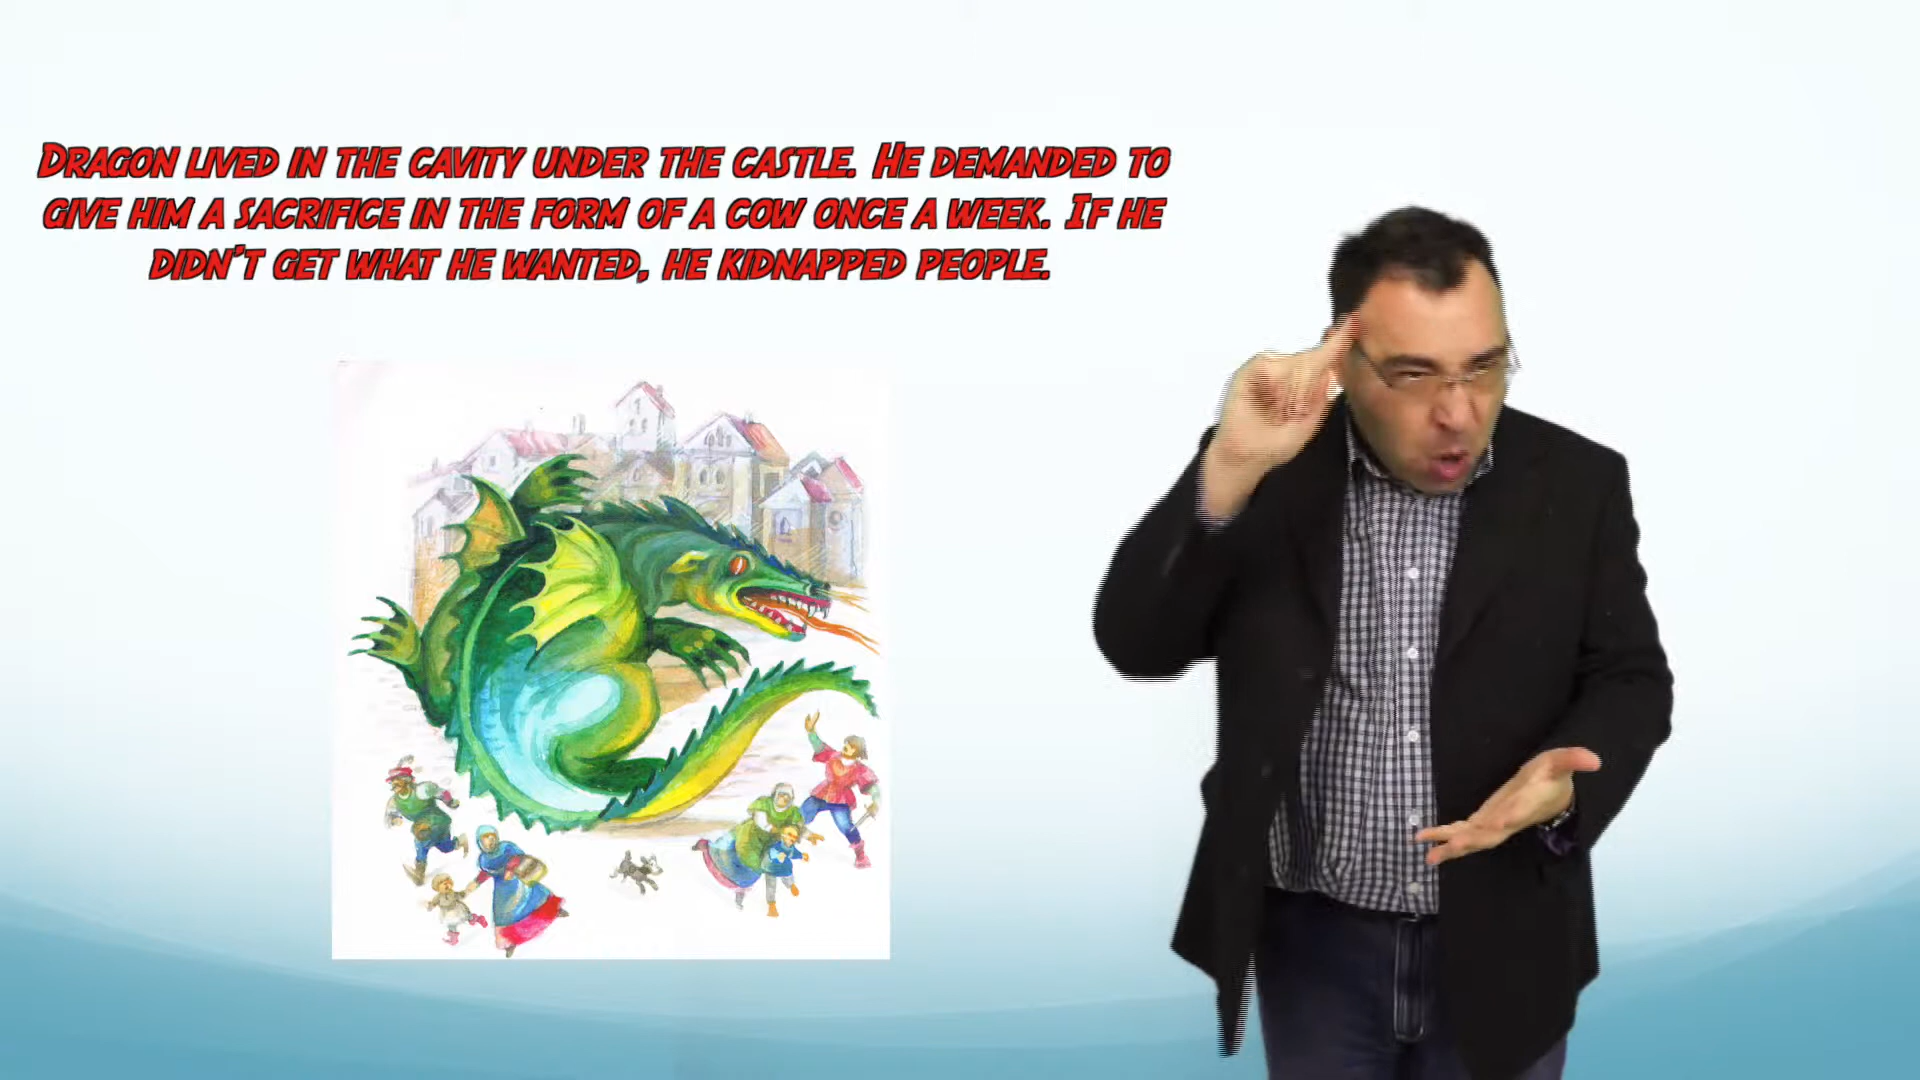 Dragon lived in the cavity under the castle. He demanded to
give him a sacrifice in the form of a cow once a week. If he
didn't get what he wanted, he kidnapped people.